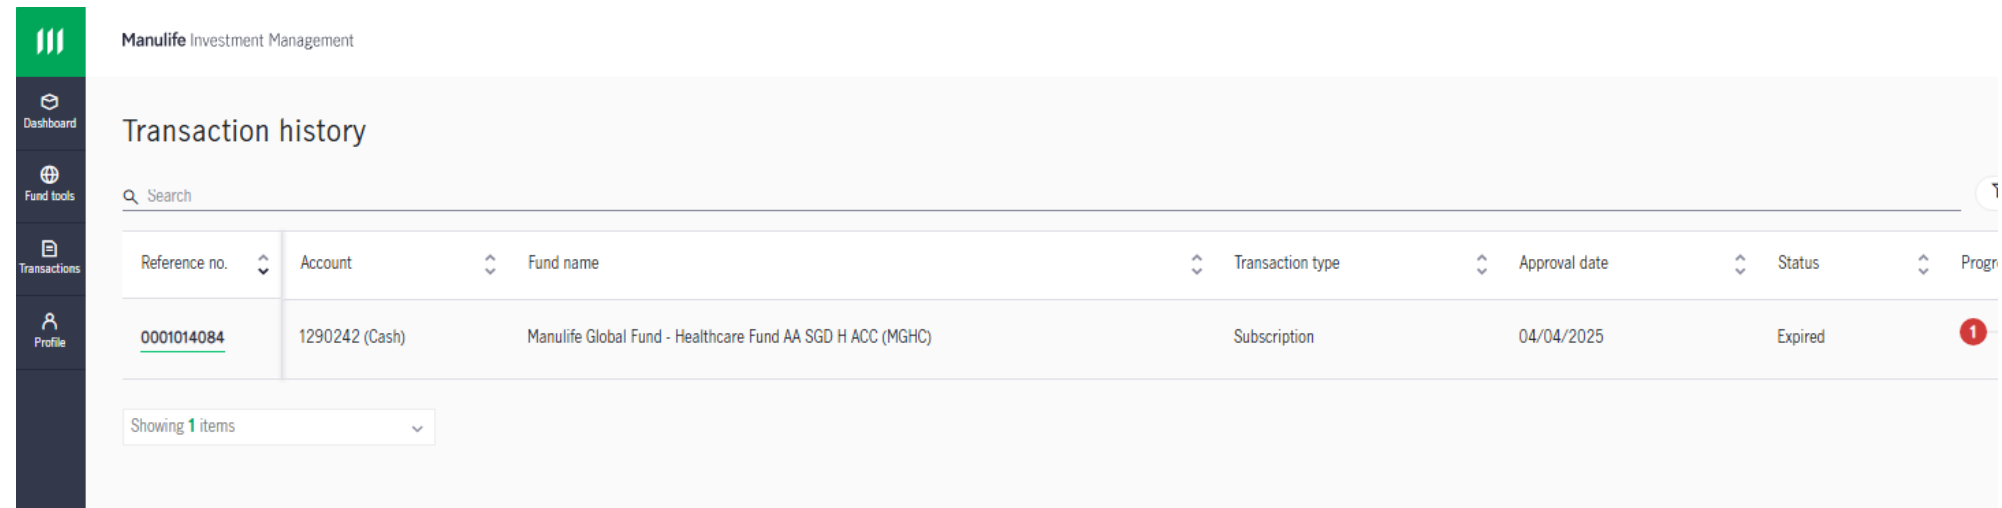 Manulife Investment Management
Dashboard
Transaction history
Fund tools
Search
Transactions
Reference no. Account Fund name Transaction type Approval date Status Progr
Profile
0001014084 1290242 (Cash) Manulife Global Fund - Healthcare Fund AA SGD H ACC (MGHC) Subscription 04/04/2025 Expired 1
Showing 1 items